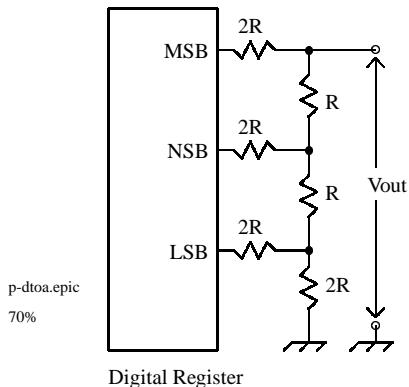 2R
MSB
R
2R
NSB
Vout
R
2R
LSB
2R
p-dtoa.epic
70%
Digital Register